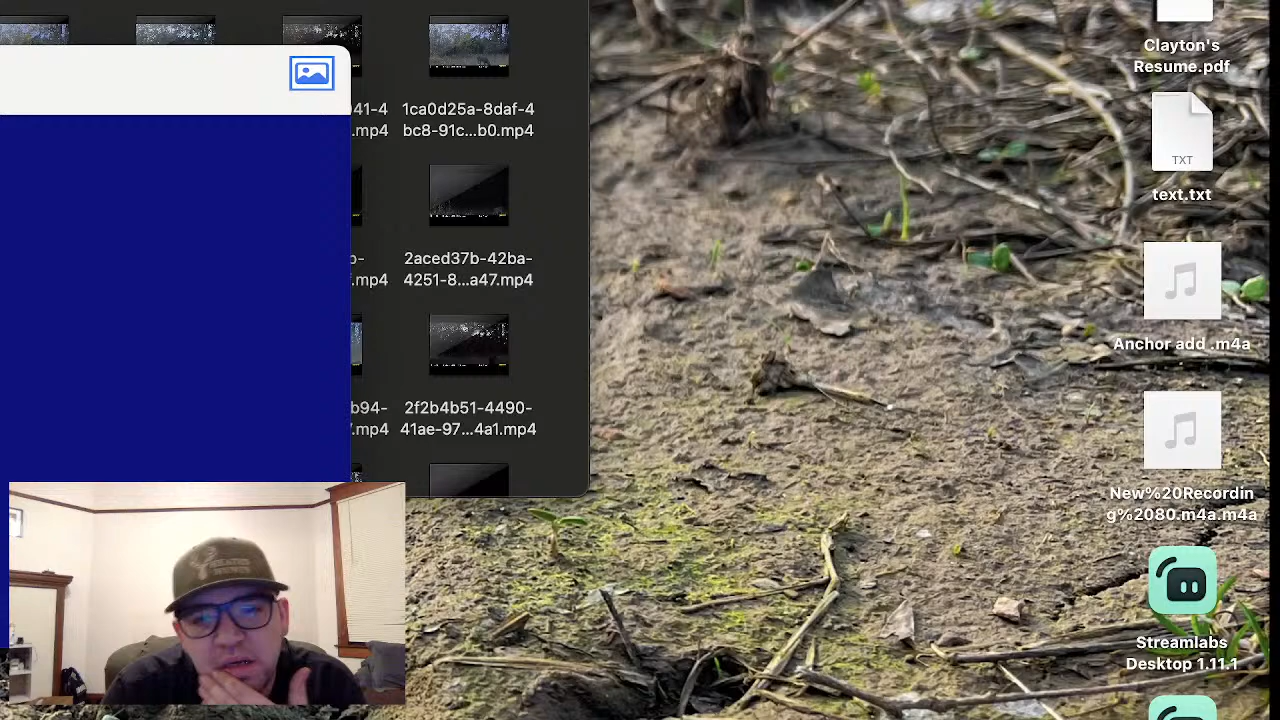 041-4
.mp4
1ca0d25a-8daf-4
bc8-91c...b0.mp4
.mp4
2aced37b-42ba-
4251-8...a47.mp4
b94-
.mp4
2f2b4b51-4490-
41ae-97...4a1.mp4
Clayton's
Resume.pdf
TXT
text.txt
Anchor add .m4a
New%20Recordin
g%2080.m4a.m4a
Streamlabs
Desktop 1.11.1